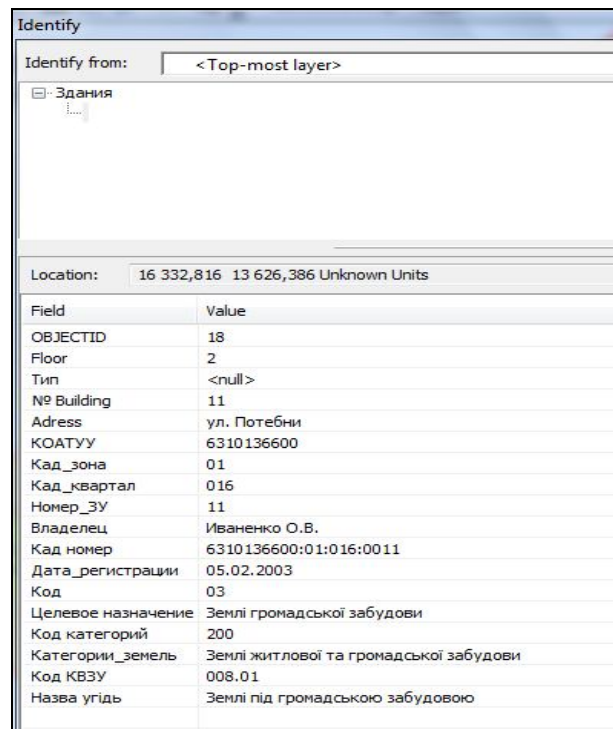 Identify
Identify from: <Top-most layer>
Здания
Location: 16 332,816 13 626,386 Unknown Units
Field Value
OBJECTID 18
Floor 2
Тип <null>
№ Building 11
Adress ул. Потебни
КОАТУУ 6310136600
Кад_зона 01
Кад_квартал 016
Номер_ЗУ 11
Владелец Иваненко О.В.
Кад номер 6310136600:01:016:0011
Дата_регистрации 05.02.2003
Код 03
Целевое назначение Землі громадської забудови
Код категорий 200
Категории_земель Землі житлової та громадської забудови
Код КВЗУ 008.01
Назва угідь Землі під громадською забудовою